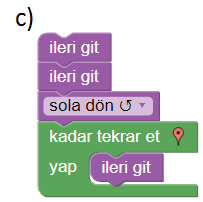 c)
ileri git
ileri git
sola dön ↺ ▾
kadar tekrar et
yap ileri git